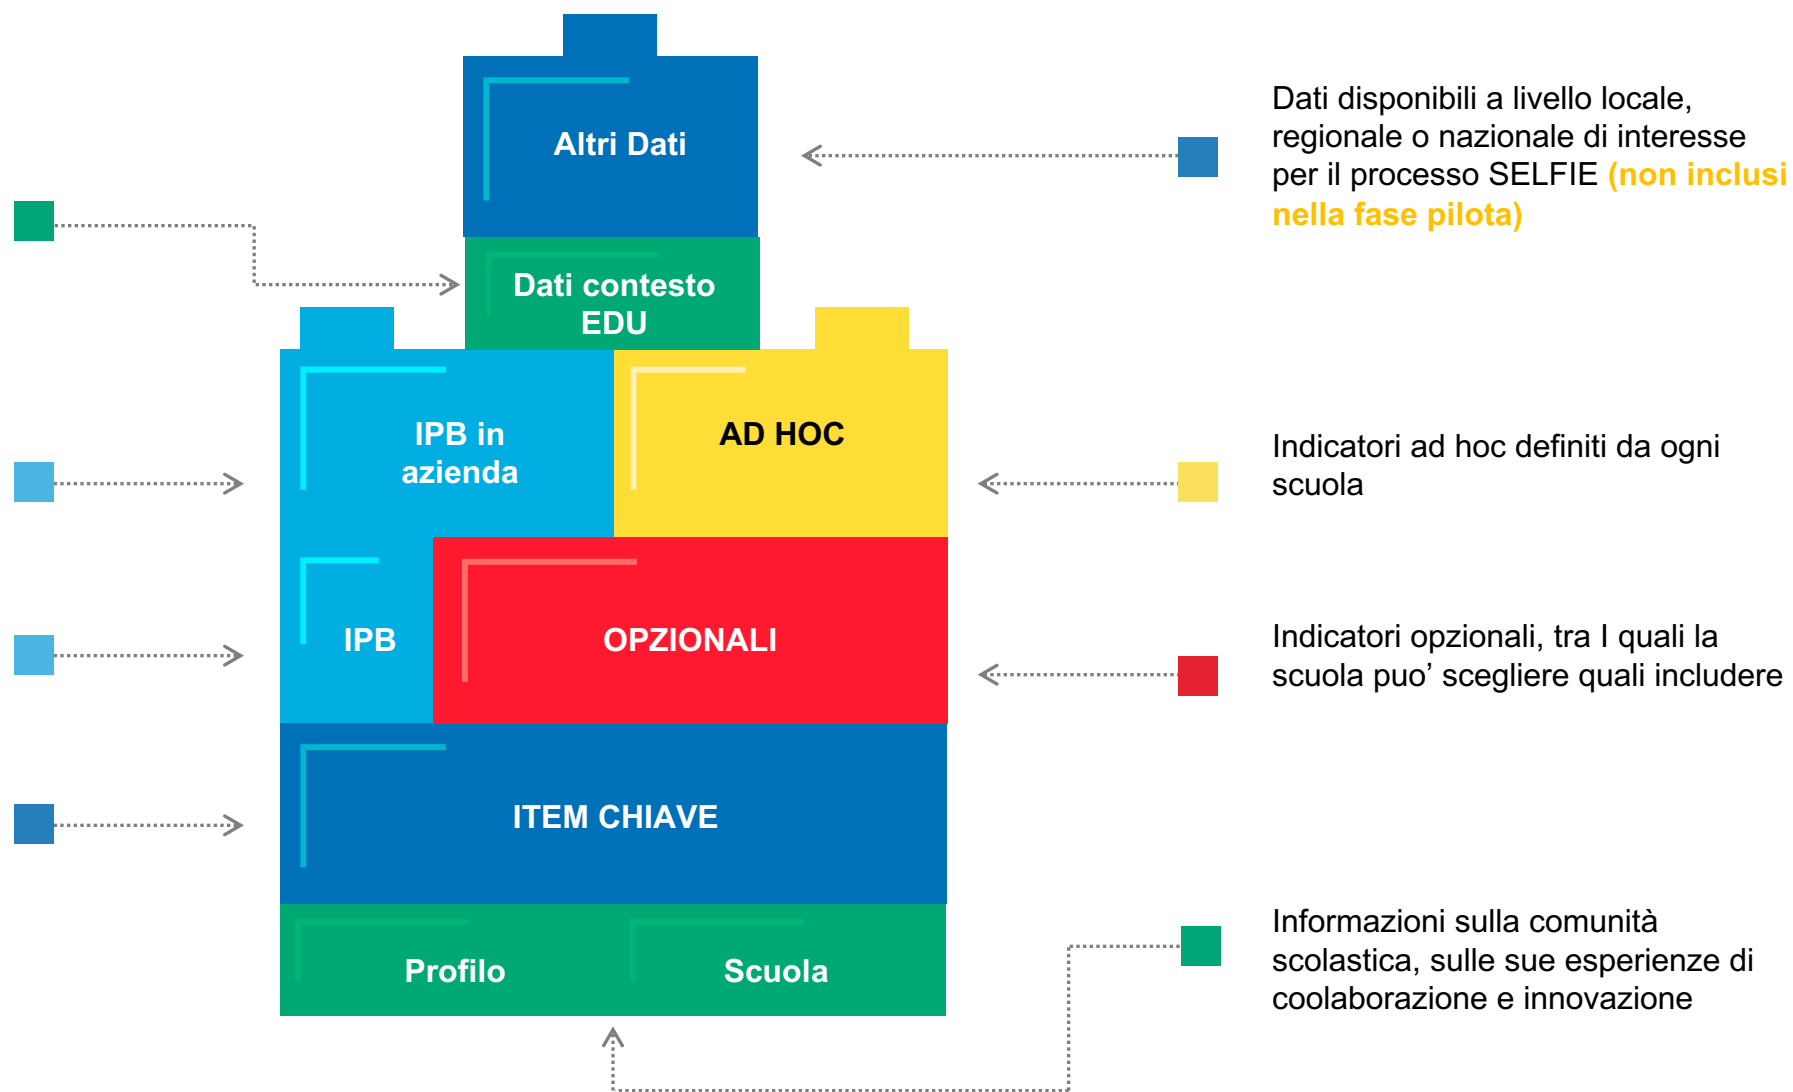 Altri Dati
Dati contesto
EDU
IPB in
azienda
AD HOC
IPB
OPZIONALI
ITEM CHIAVE
Profilo
Scuola
Dati disponibili a livello locale,
regionale o nazionale di interesse
per il processo SELFIE (non inclusi
nella fase pilota)
Indicatori ad hoc definiti da ogni
scuola
Indicatori opzionali, tra I quali la
scuola puo’ scegliere quali includere
Informazioni sulla comunità
scolastica, sulle sue esperienze di
coolaborazione e innovazione